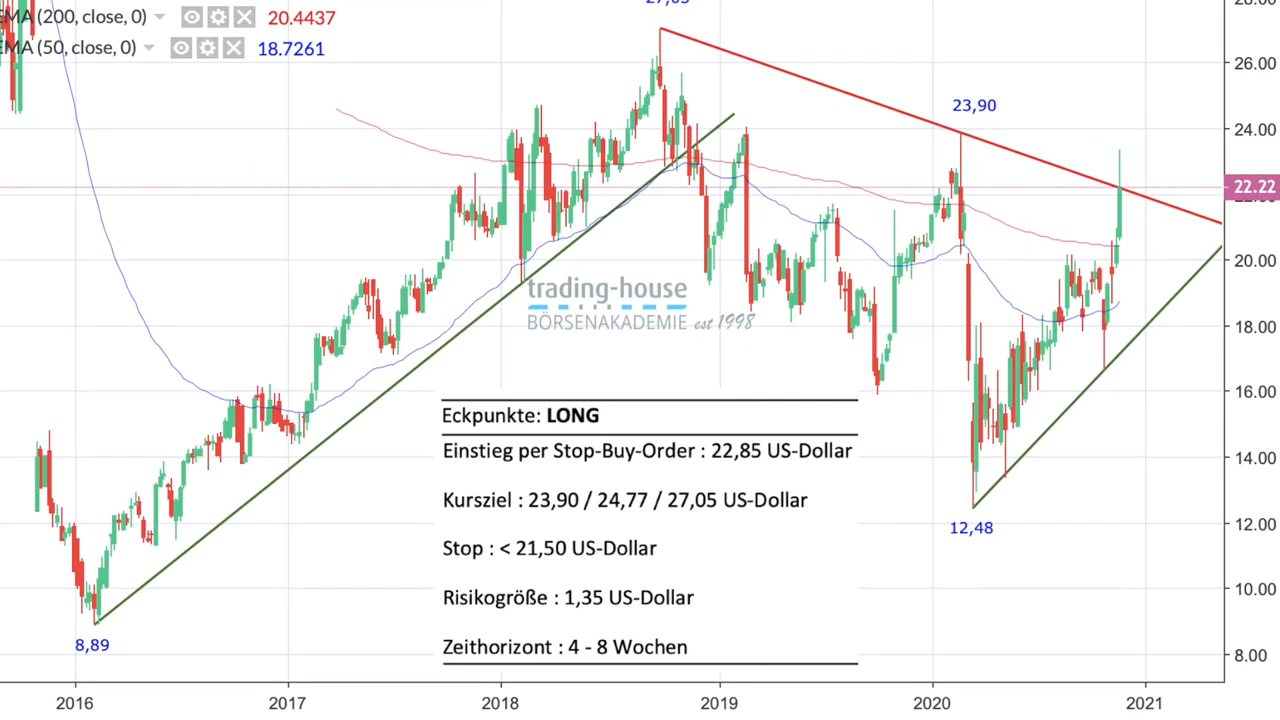 EMA (200, close, 0) 20.4437
EMA (50, close, 0) 18.7261
27,05
28.00
26.00
23,90
24.00
22.22
20.00
18.00
16.00
14.00
12.00
10.00
8.00
trading-house
BÖRSENAKADEMIE est 1998
Eckpunkte: LONG
Einstieg per Stop-Buy-Order : 22,85 US-Dollar
Kursziel : 23,90 / 24,77 / 27,05 US-Dollar
Stop : < 21,50 US-Dollar
Risikogröße : 1,35 US-Dollar
Zeithorizont : 4 - 8 Wochen
12,48
8,89
2016 2017 2018 2019 2020 2021